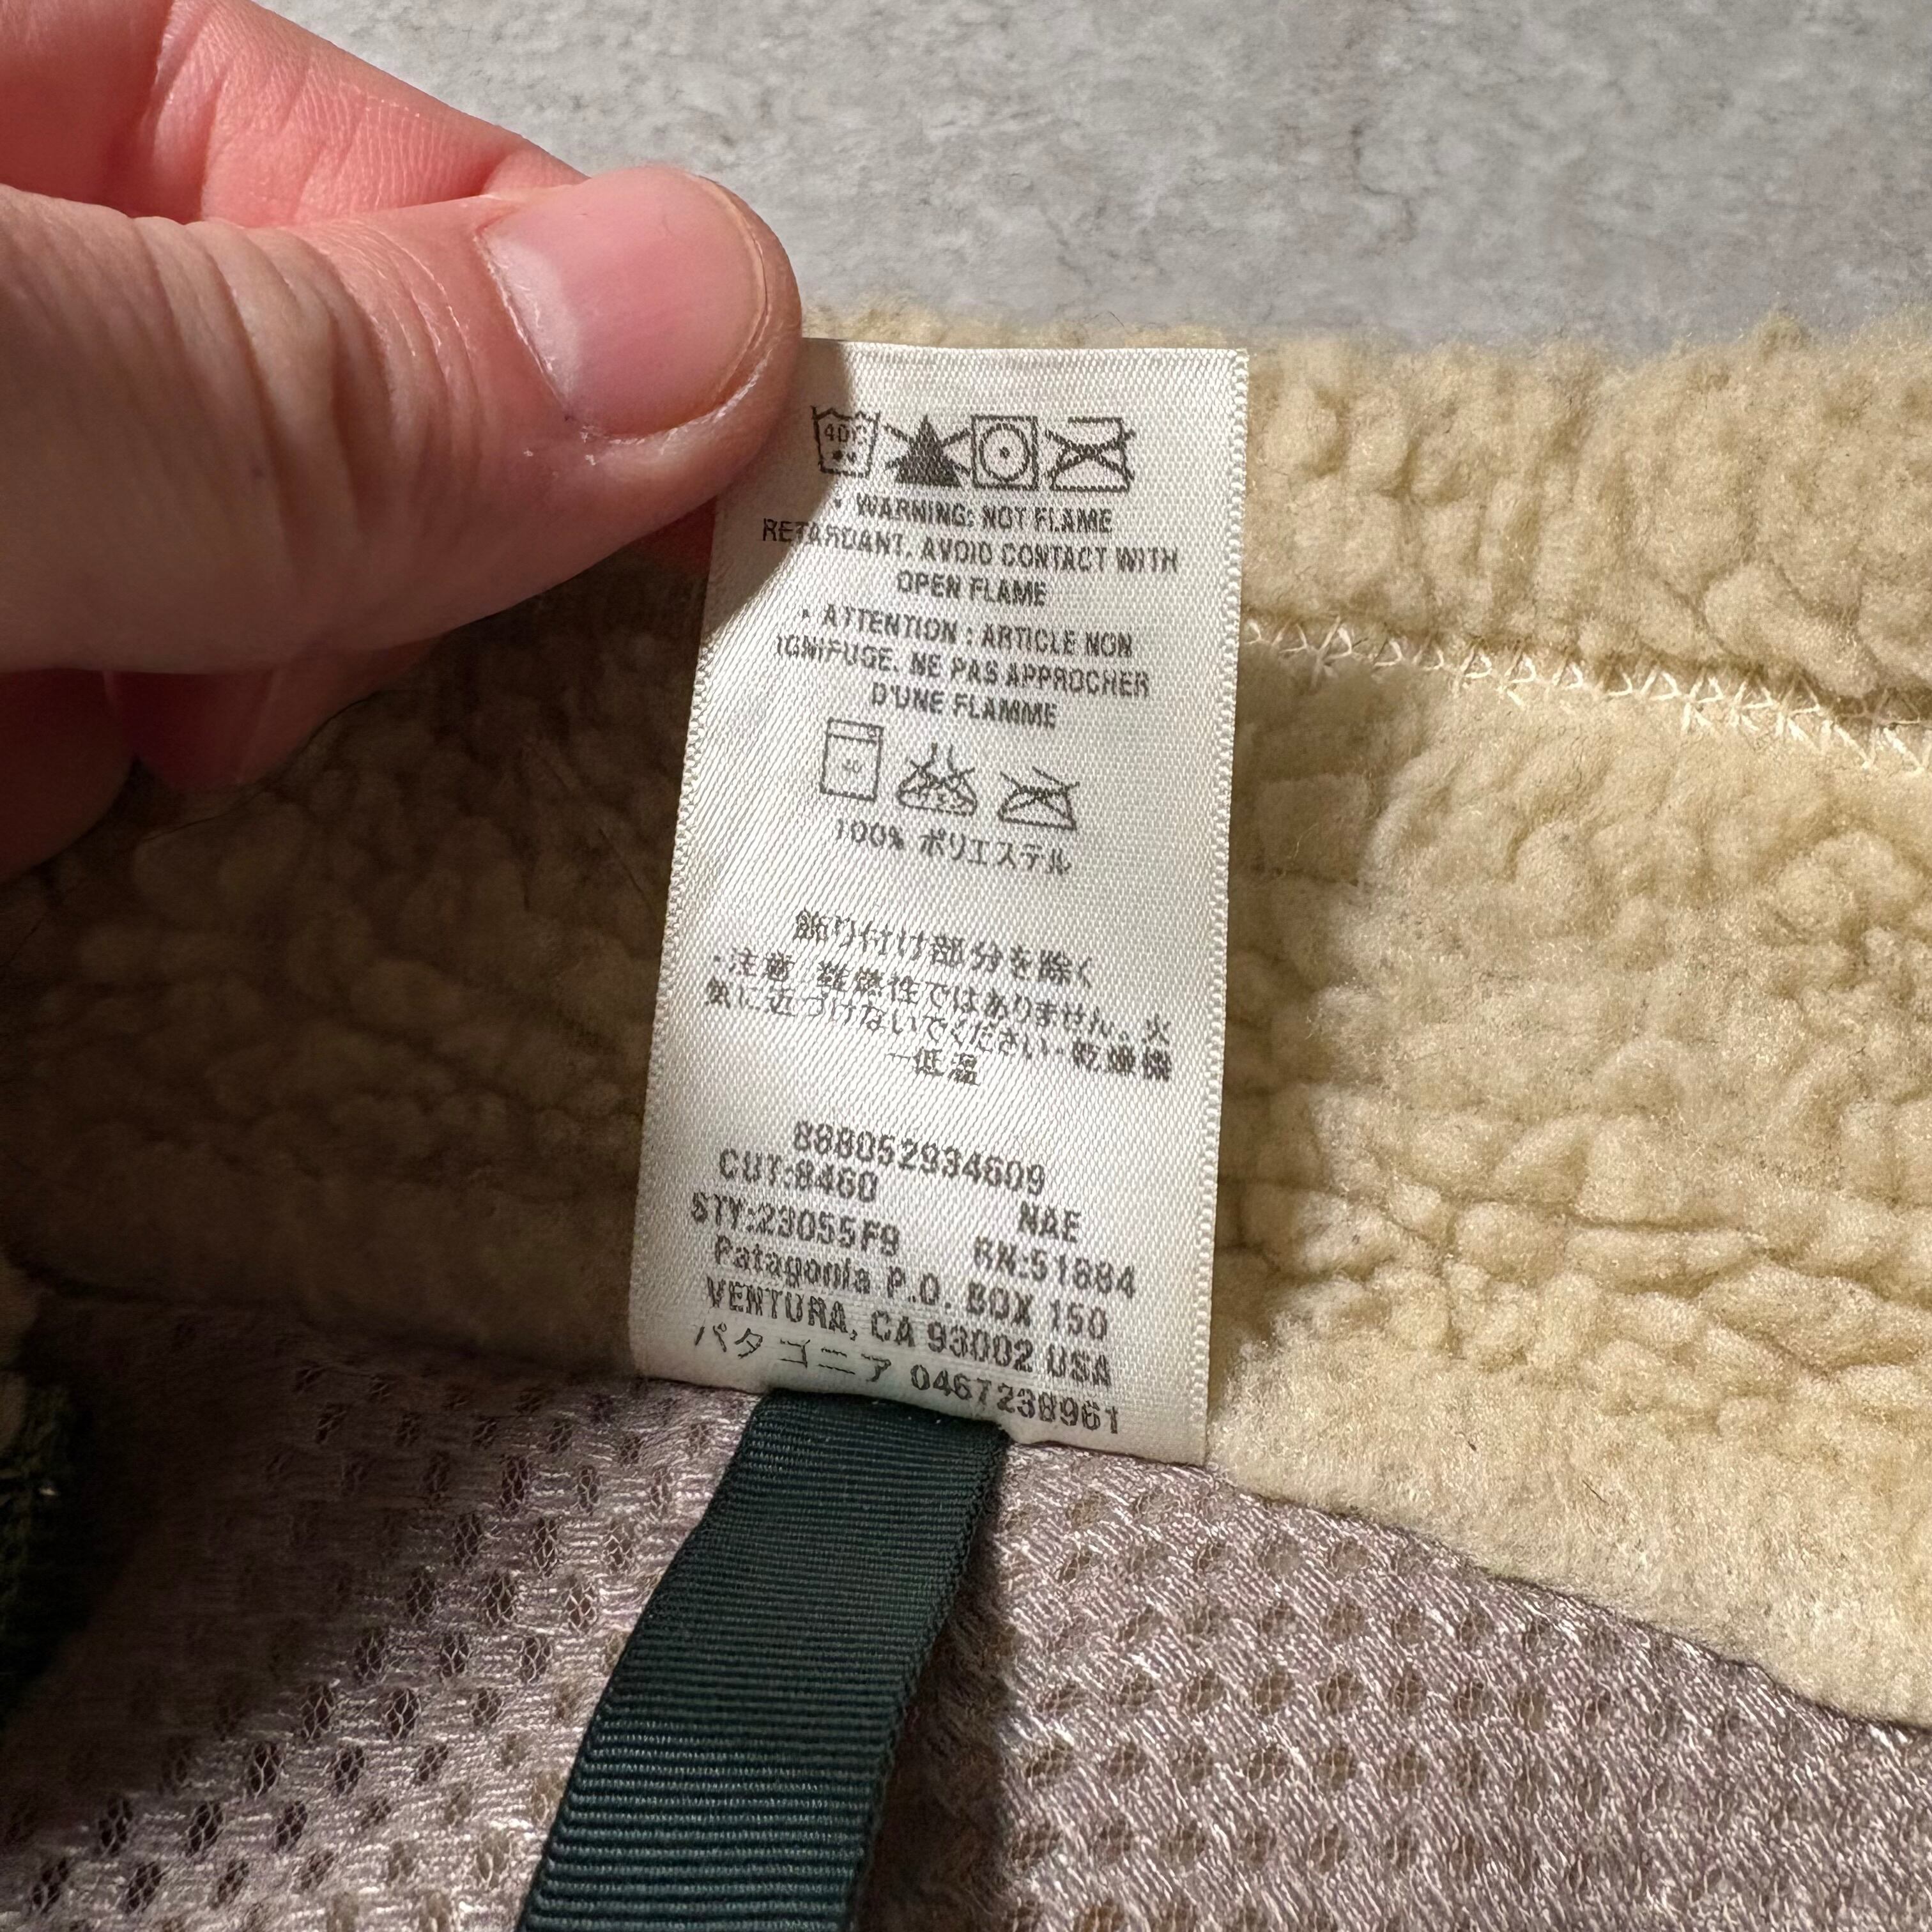 40C
WARNING: NOT FLAME
RETARDANT. AVOID CONTACT WITH
OPEN FLAME
• ATTENTION : ARTICLE NON
IGNIFUGE. NE PAS APPROCHER
D'UNE FLAMME
40
100% ポリエステル
飾り付け部分を除く
・注意 難燃性ではありません。火
気に近づけないでください・乾燥機
一低温
888052934609
CUT:8460 NAE
STY:23055F9 RN:51884
Patagonia P.O. BOX 150
VENTURA, CA 93002 USA
パタゴニア 0467238961